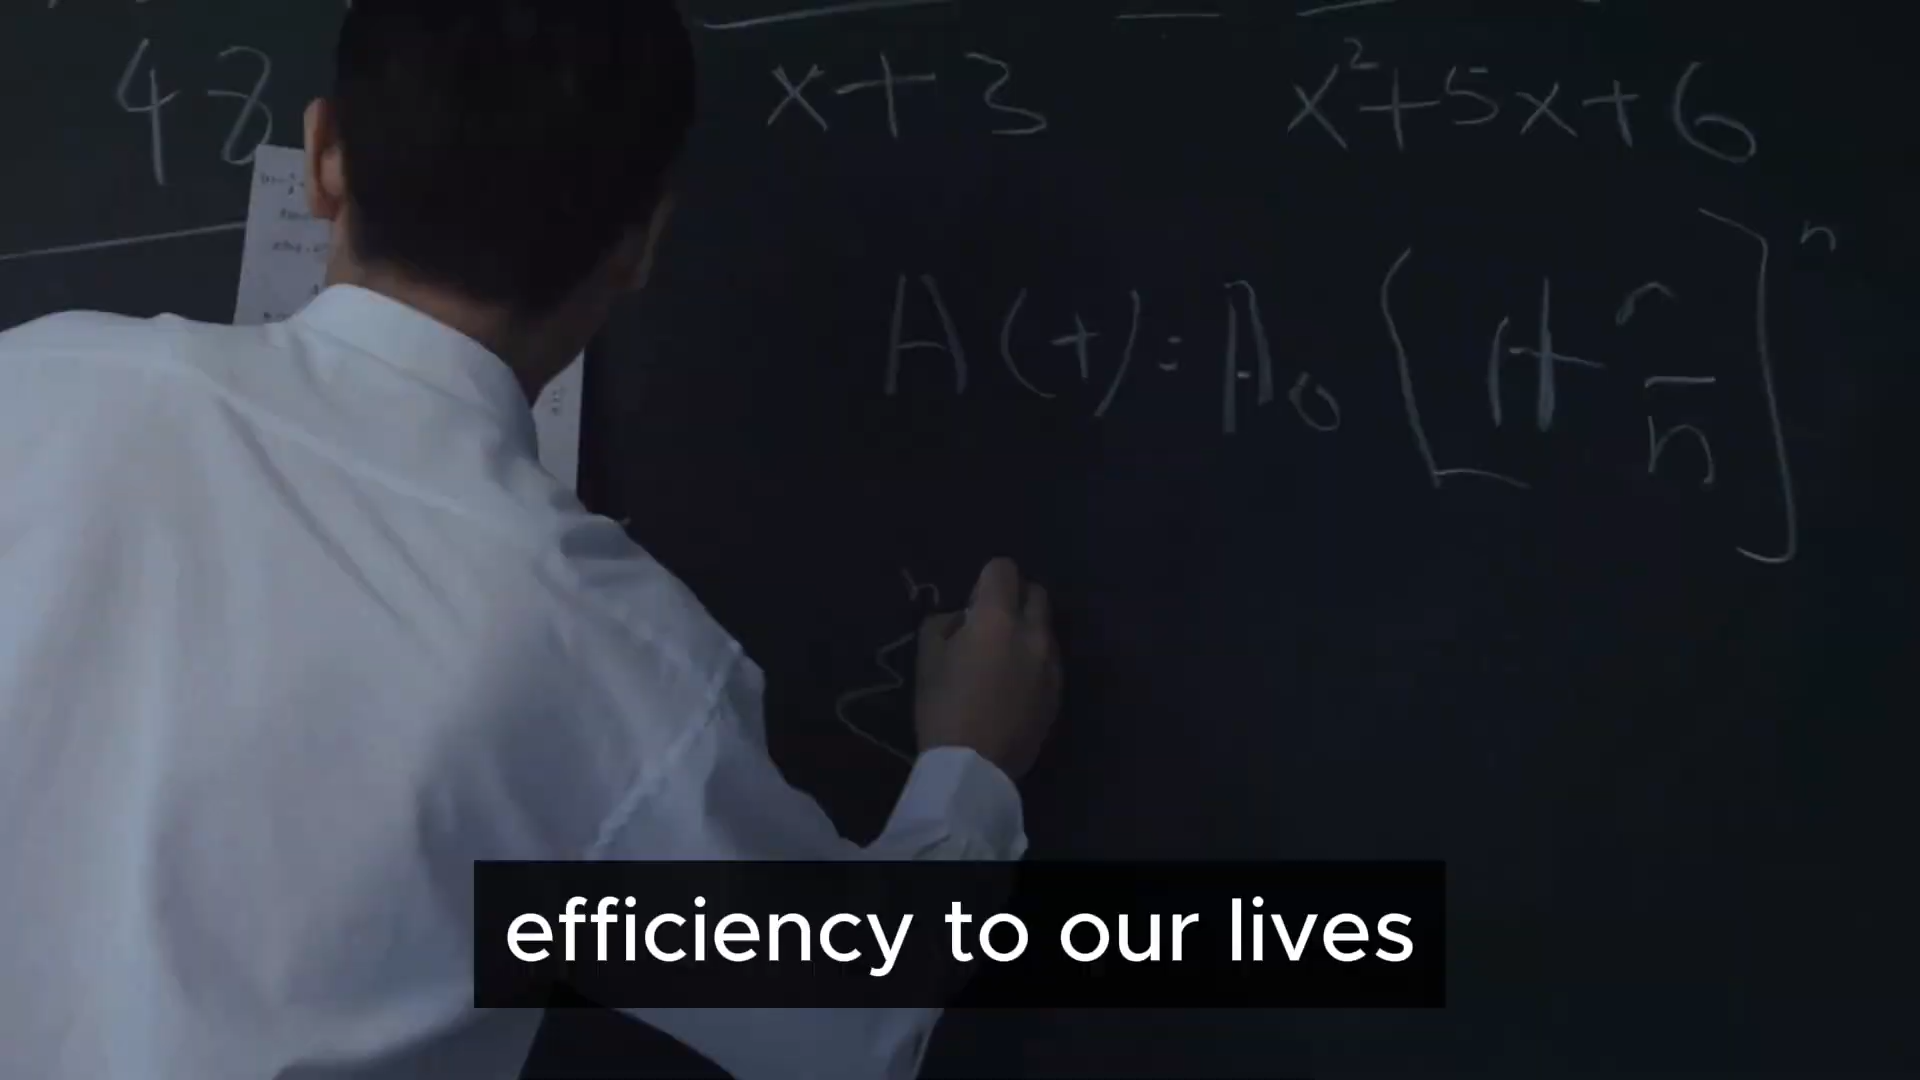 48 x+3 x²+5x+6
A(t)=A₀[1+r/n]ⁿ
n
Σ
efficiency to our lives